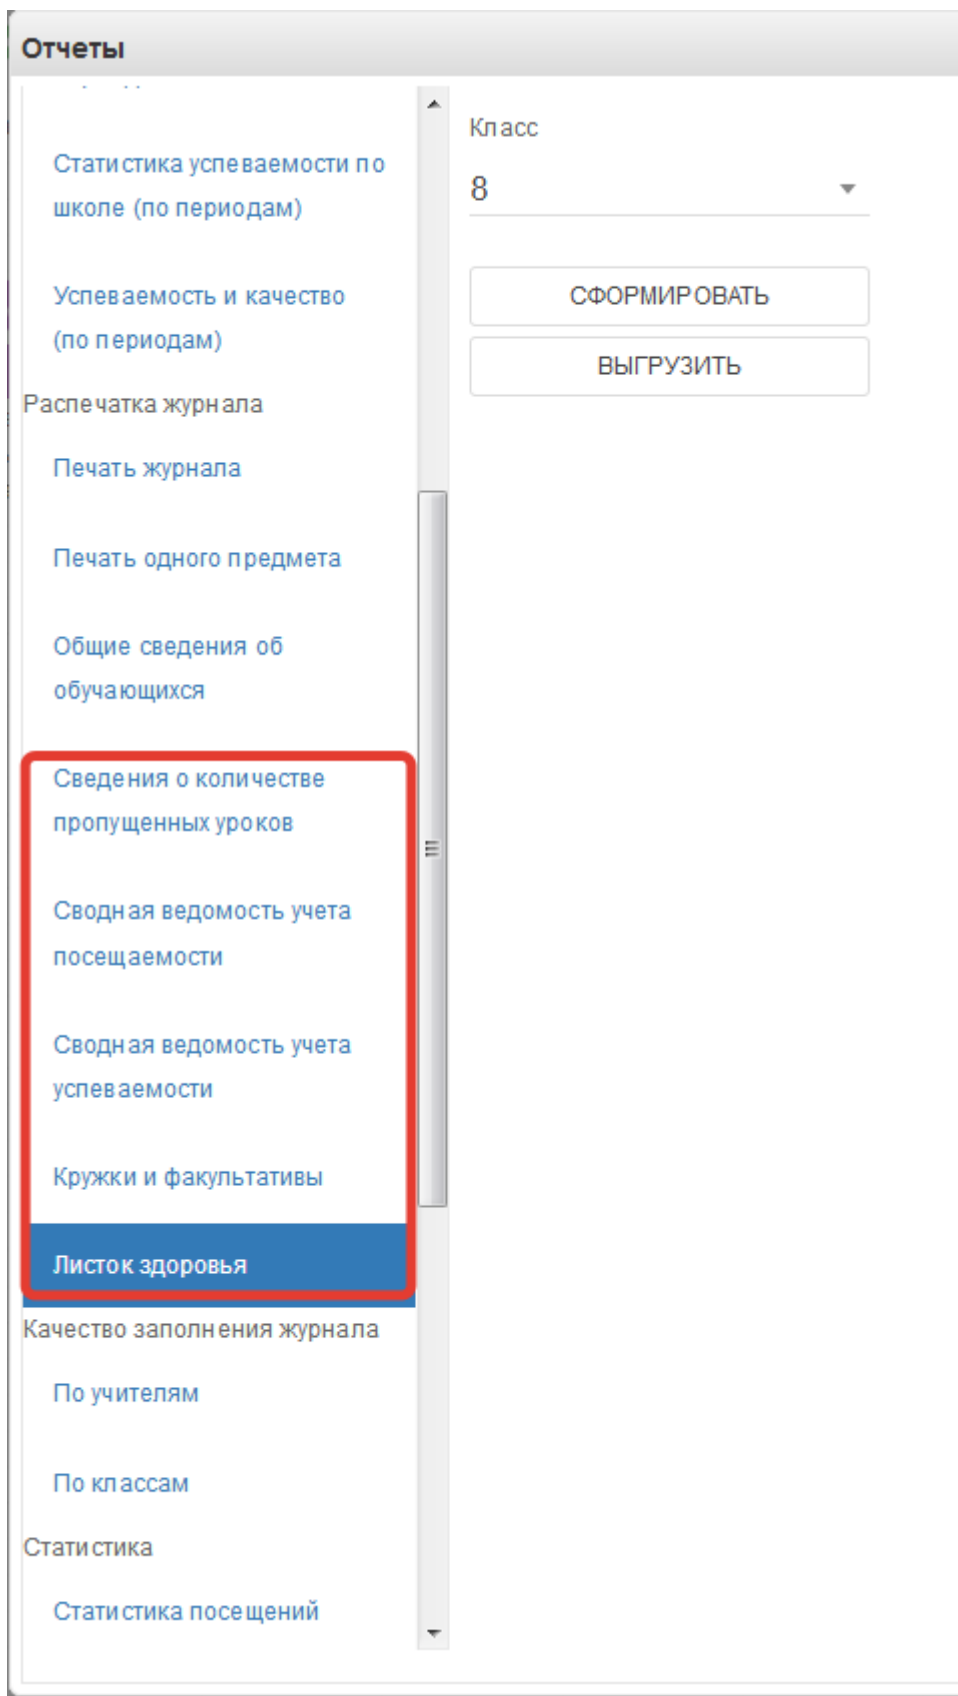 Отчеты
Статистика успеваемости по
школе (по периодам)
Успеваемость и качество
(по периодам)
Распечатка журнала
Печать журнала
Печать одного предмета
Общие сведения об
обучающихся
Сведения о количестве
пропущенных уроков
Сводная ведомость учета
посещаемости
Сводная ведомость учета
успеваемости
Кружки и факультативы
Листок здоровья
Качество заполнения журнала
По учителям
По классам
Статистика
Статистика посещений
Класс
8
СФОРМИРОВАТЬ
ВЫГРУЗИТЬ